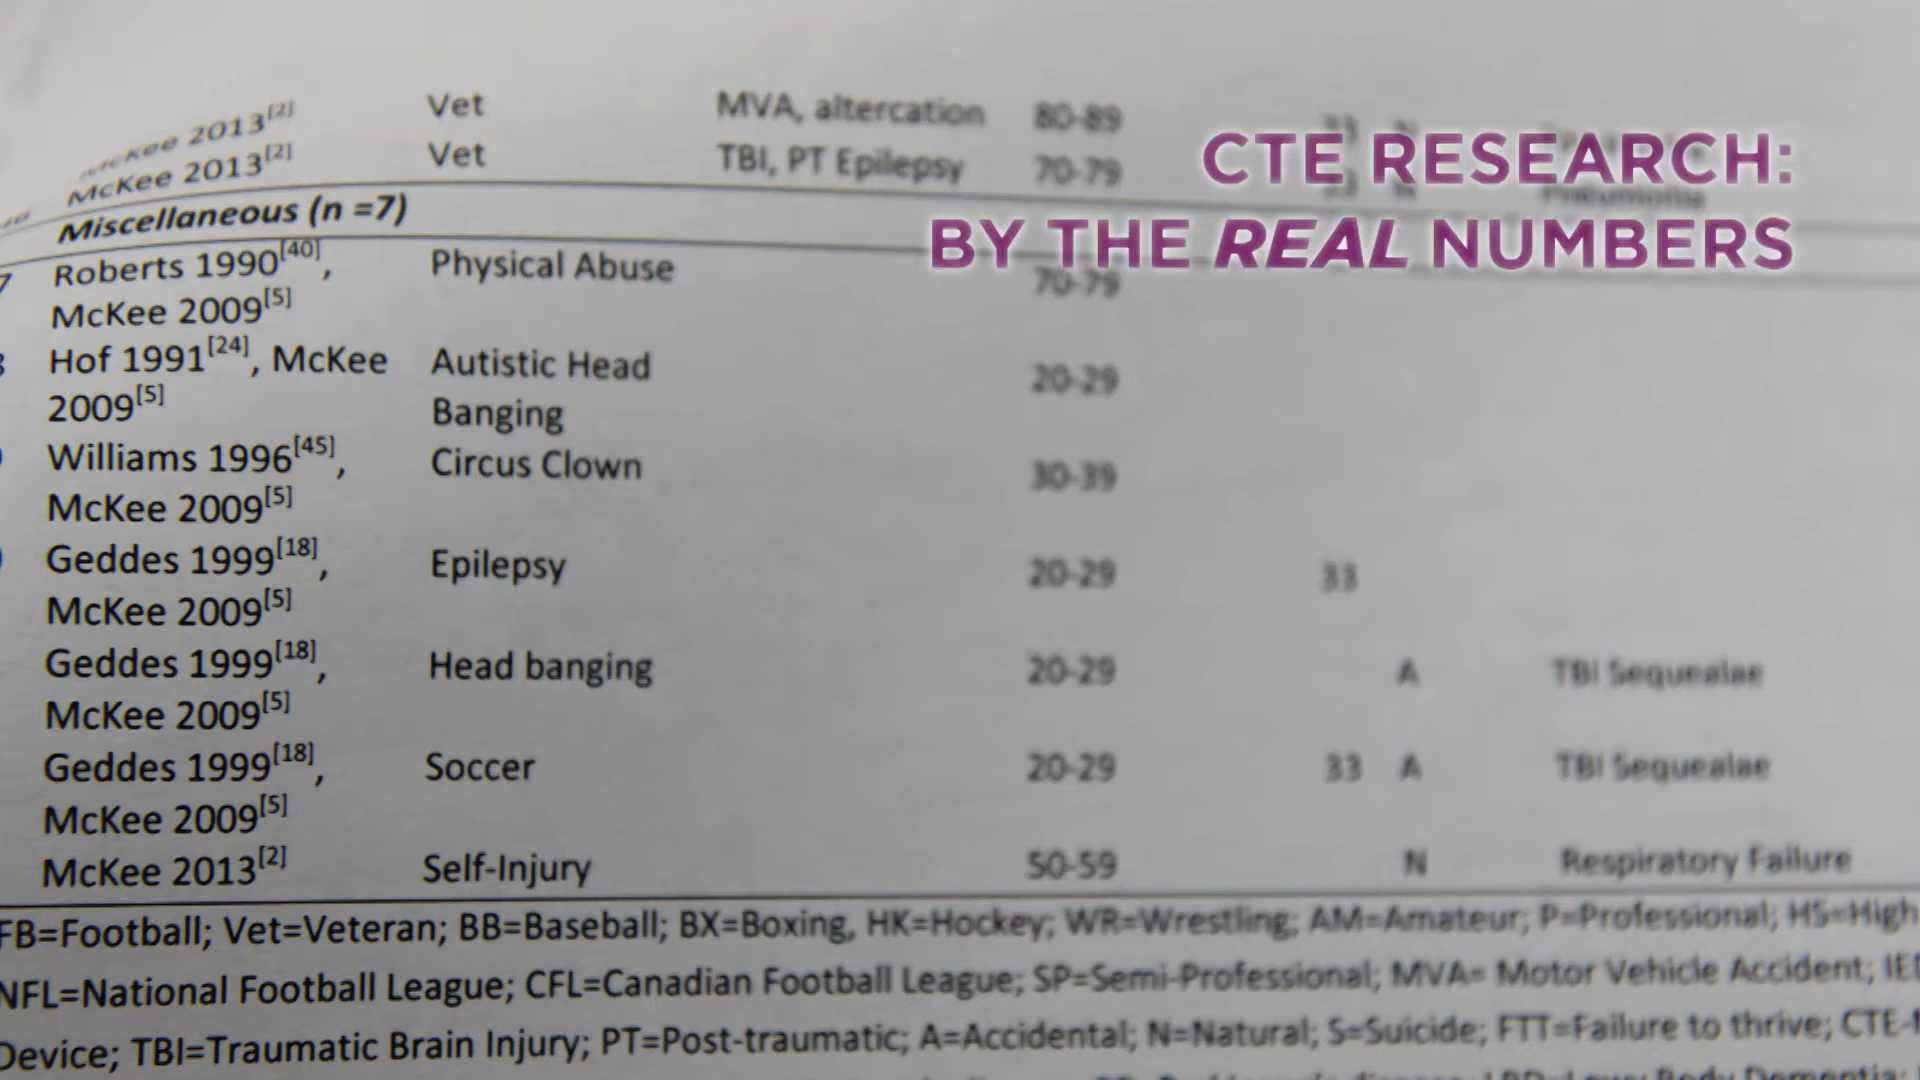 McKee 2013[2] Vet MVA, altercation 80-89
McKee 2013[2] Vet TBI, PT Epilepsy 70-79 33 N Pneumonia
CTE RESEARCH:
BY THE REAL NUMBERS
Miscellaneous (n =7)
Roberts 1990[40], Physical Abuse 70-79
McKee 2009[5]
Hof 1991[24], McKee Autistic Head 20-29
2009[5] Banging
Williams 1996[45], Circus Clown 30-39
McKee 2009[5]
Geddes 1999[18], Epilepsy 20-29 33
McKee 2009[5]
Geddes 1999[18], Head banging 20-29 A TBI Sequealae
McKee 2009[5]
Geddes 1999[18], Soccer 20-29 33 A TBI Sequealae
McKee 2009[5]
McKee 2013[2] Self-Injury 50-59 N Respiratory Failure
FB=Football; Vet=Veteran; BB=Baseball; BX=Boxing, HK=Hockey; WR=Wrestling; AM=Amateur; P=Professional; HS=High
NFL=National Football League; CFL=Canadian Football League; SP=Semi-Professional; MVA= Motor Vehicle Accident;
Device; TBI=Traumatic Brain Injury; PT=Post-traumatic; A=Accidental; N=Natural; S=Suicide; FTT=Failure to thrive;